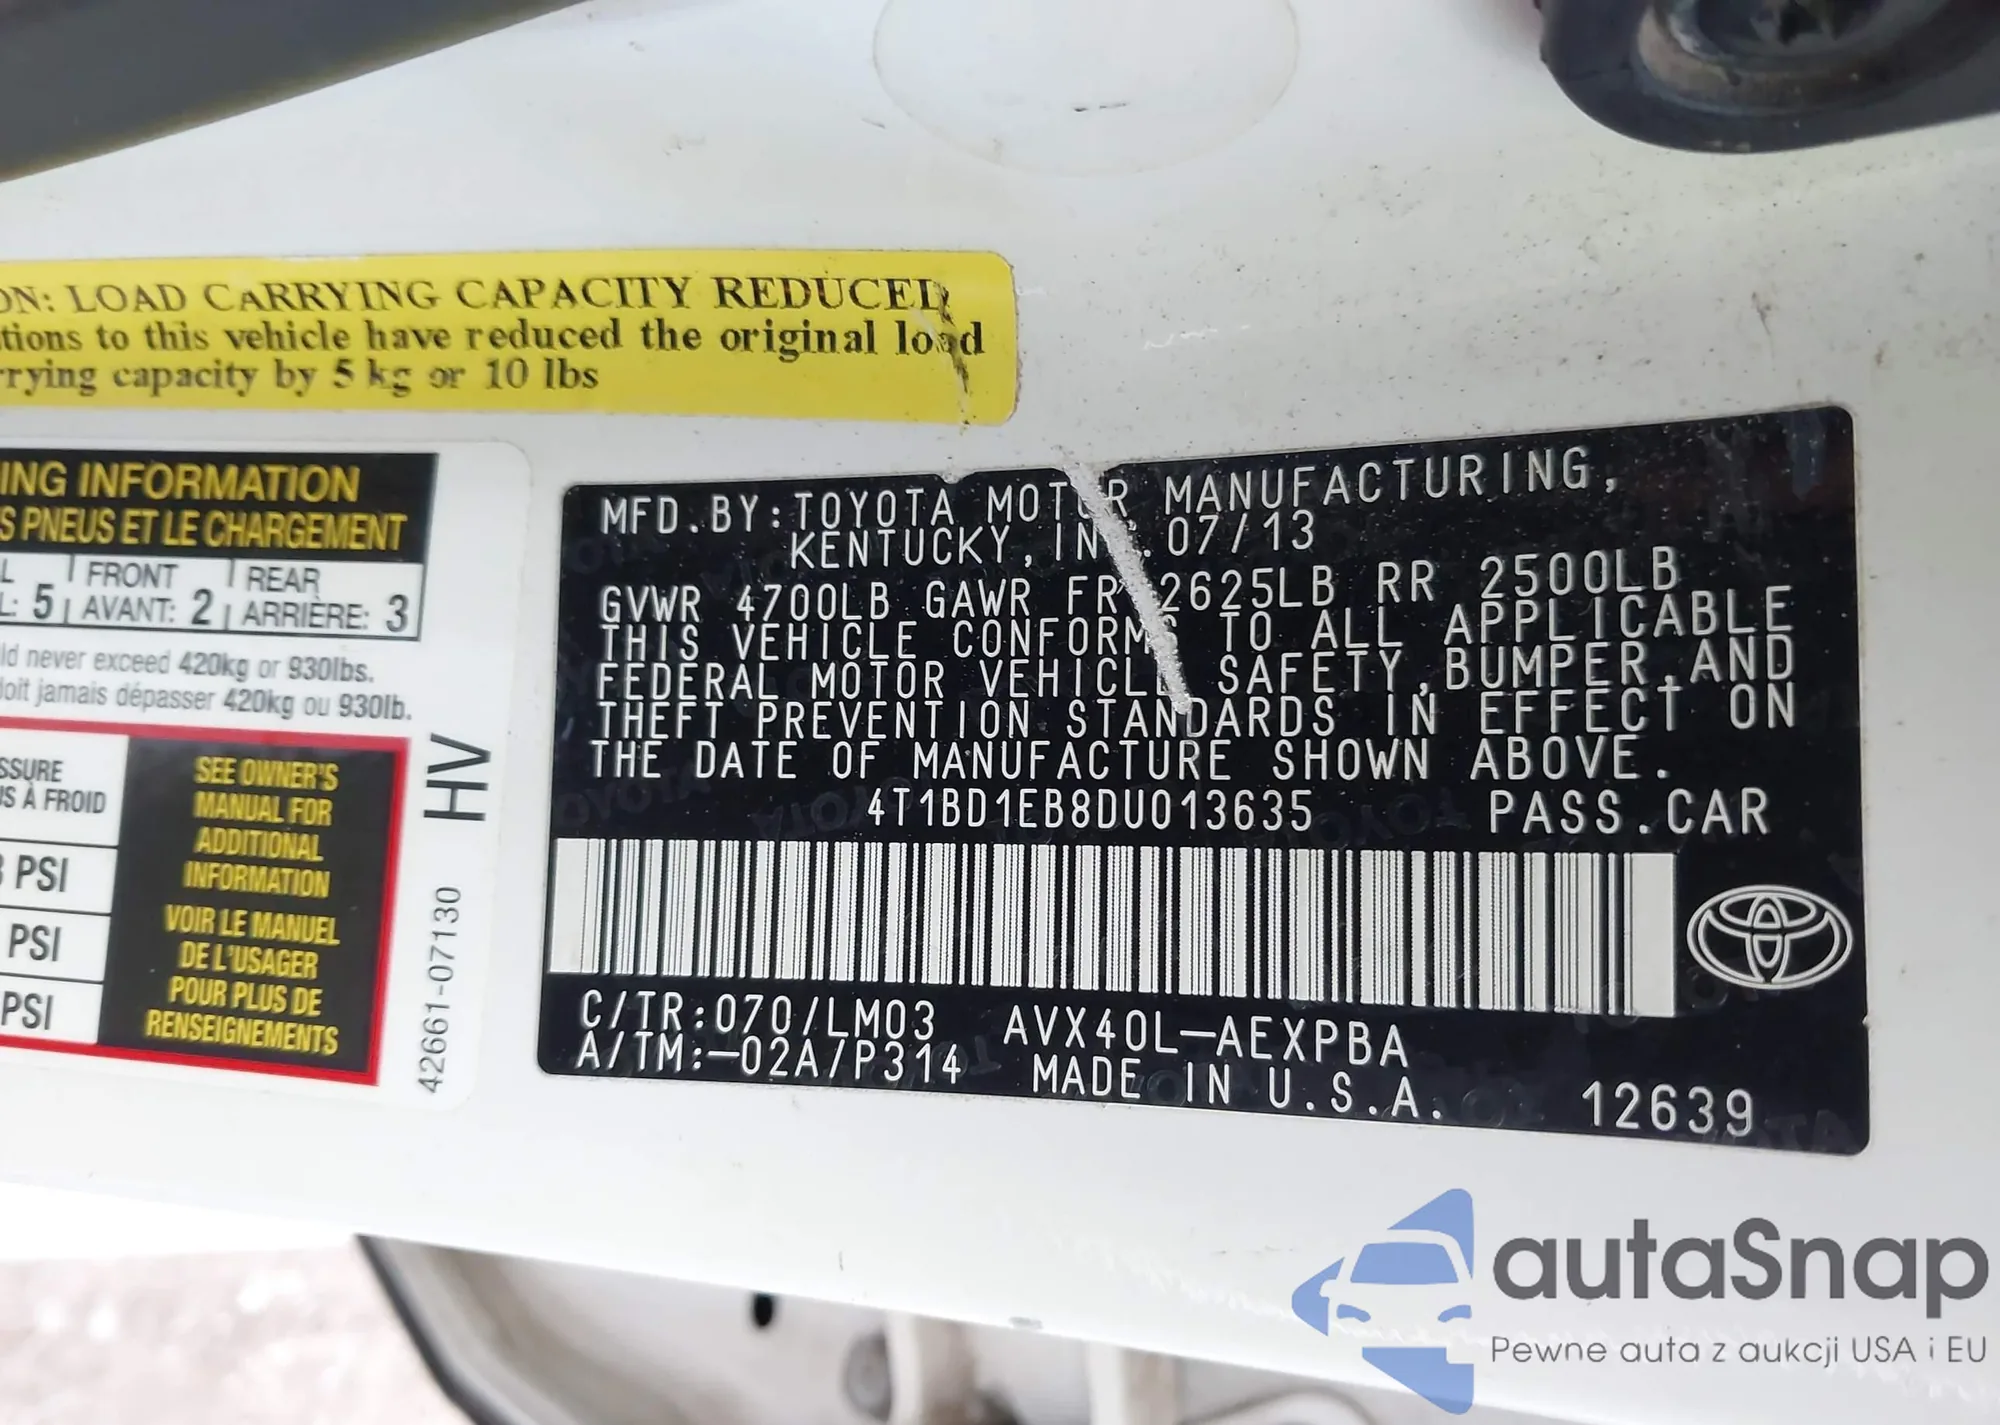 ON: LOAD CARRYING CAPACITY REDUCED
tions to this vehicle have reduced the original load
rrying capacity by 5 kg or 10 lbs
ING INFORMATION
S PNEUS ET LE CHARGEMENT
L FRONT REAR
L: 5 AVANT: 2 ARRIÈRE: 3
ld never exceed 420kg or 930lbs.
doit jamais dépasser 420kg ou 930lb.
SSURE
US À FROID
PSI
PSI
PSI
SEE OWNER'S
MANUAL FOR
ADDITIONAL
INFORMATION
VOIR LE MANUEL
DE L'USAGER
POUR PLUS DE
RENSEIGNEMENTS
HV
42661-07130
MFD.BY:TOYOTA MOTOR MANUFACTURING,
KENTUCKY, INC. 07/13
GVWR 4700LB GAWR FR 2625LB RR 2500LB
THIS VEHICLE CONFORMS TO ALL APPLICABLE
FEDERAL MOTOR VEHICLE SAFETY,BUMPER,AND
THEFT PREVENTION STANDARDS IN EFFECT ON
THE DATE OF MANUFACTURE SHOWN ABOVE.
4T1BD1EB8DU013635 PASS.CAR
C/TR:070/LM03 AVX40L-AEXPBA
A/TM:-02A/P314 MADE IN U.S.A. 12639
autaSnap
Pewne auta z aukcji USA i EU